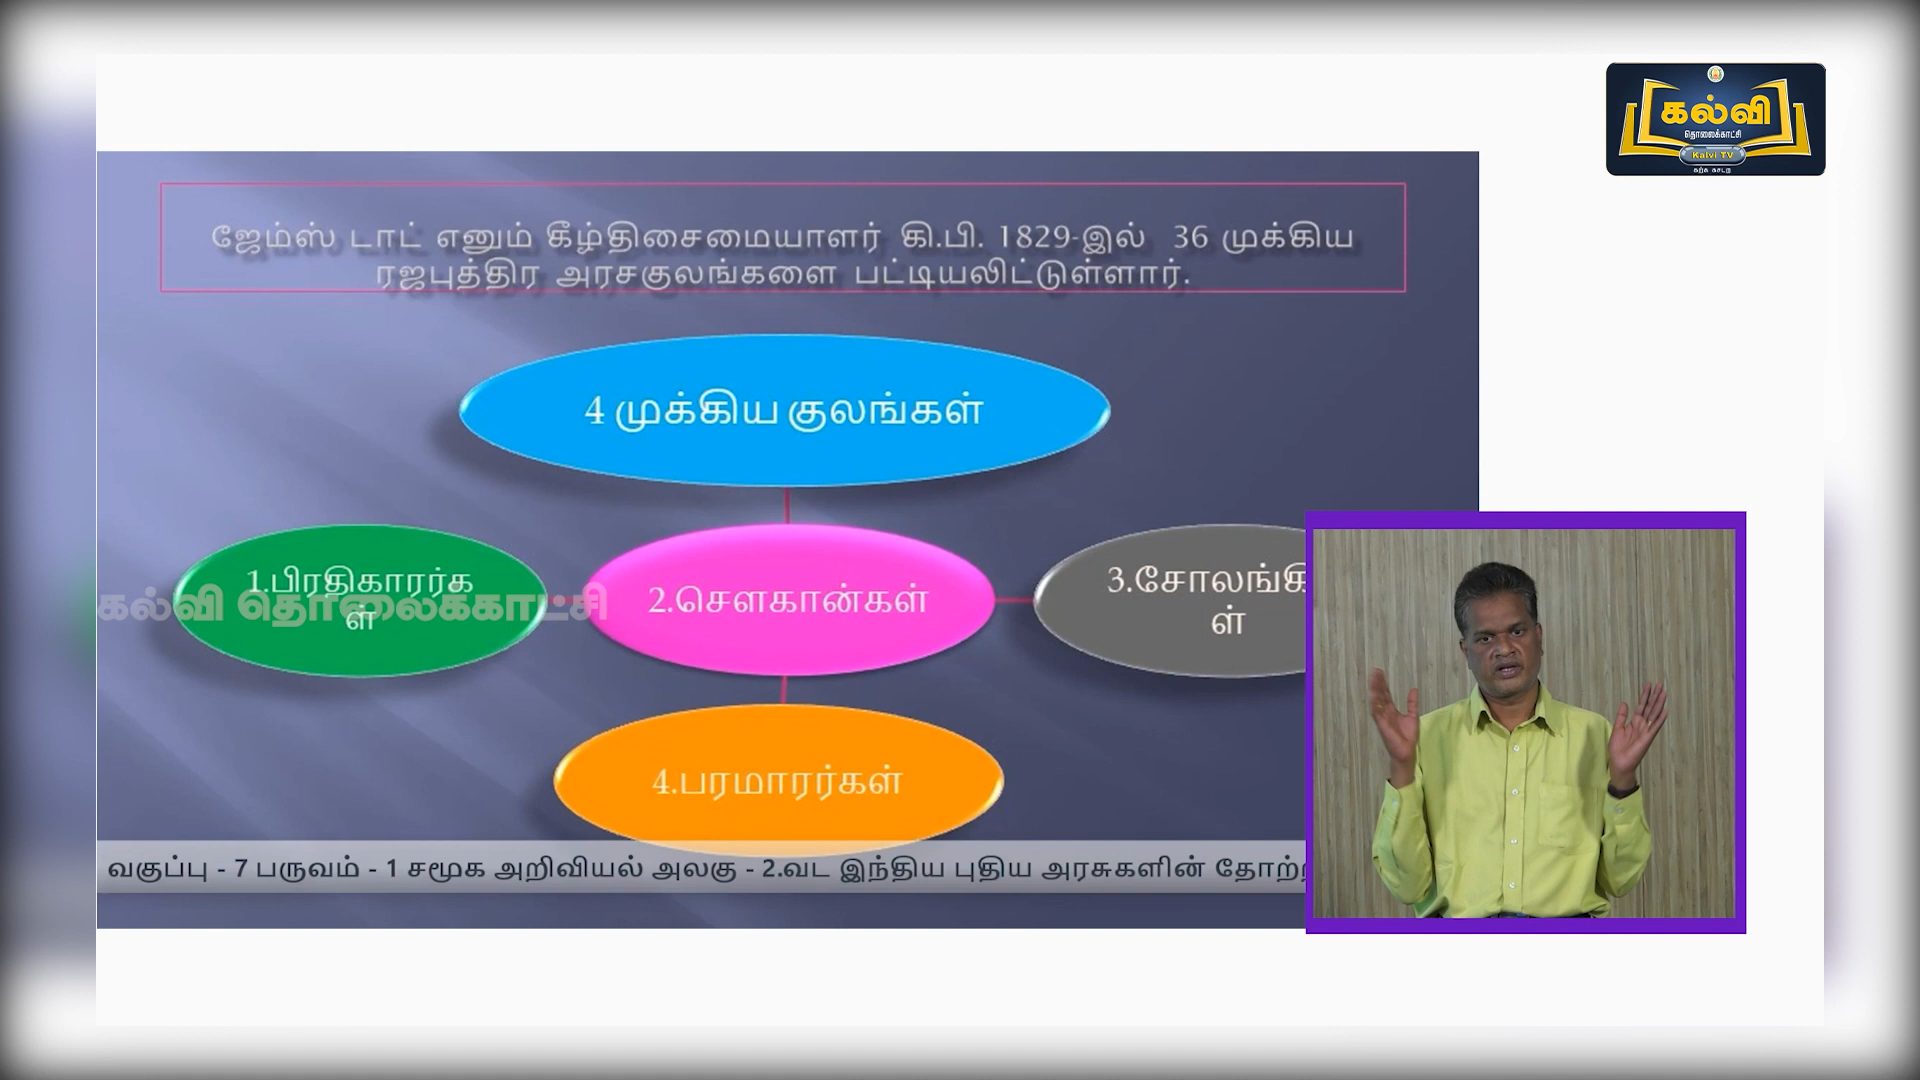 கல்வி
தொலைக்காட்சி
Kalvi TV
கற்க கசடற
ஜேம்ஸ் டாட் எனும் கீழ்திசைமையாளர் கி.பி. 1829-இல் 36 முக்கிய
ரஜபுத்திர அரசகுலங்களை பட்டியலிட்டுள்ளார்.
4 முக்கிய குலங்கள்
1.பிரதிகாரர்க
ள்
கல்வி தொலைக்காட்சி
2.சௌகான்கள்
3.சோலங்கி
ள்
4.பரமாரர்கள்
வகுப்பு - 7 பருவம் - 1 சமூக அறிவியல் அலகு - 2.வட இந்திய புதிய அரசுகளின்